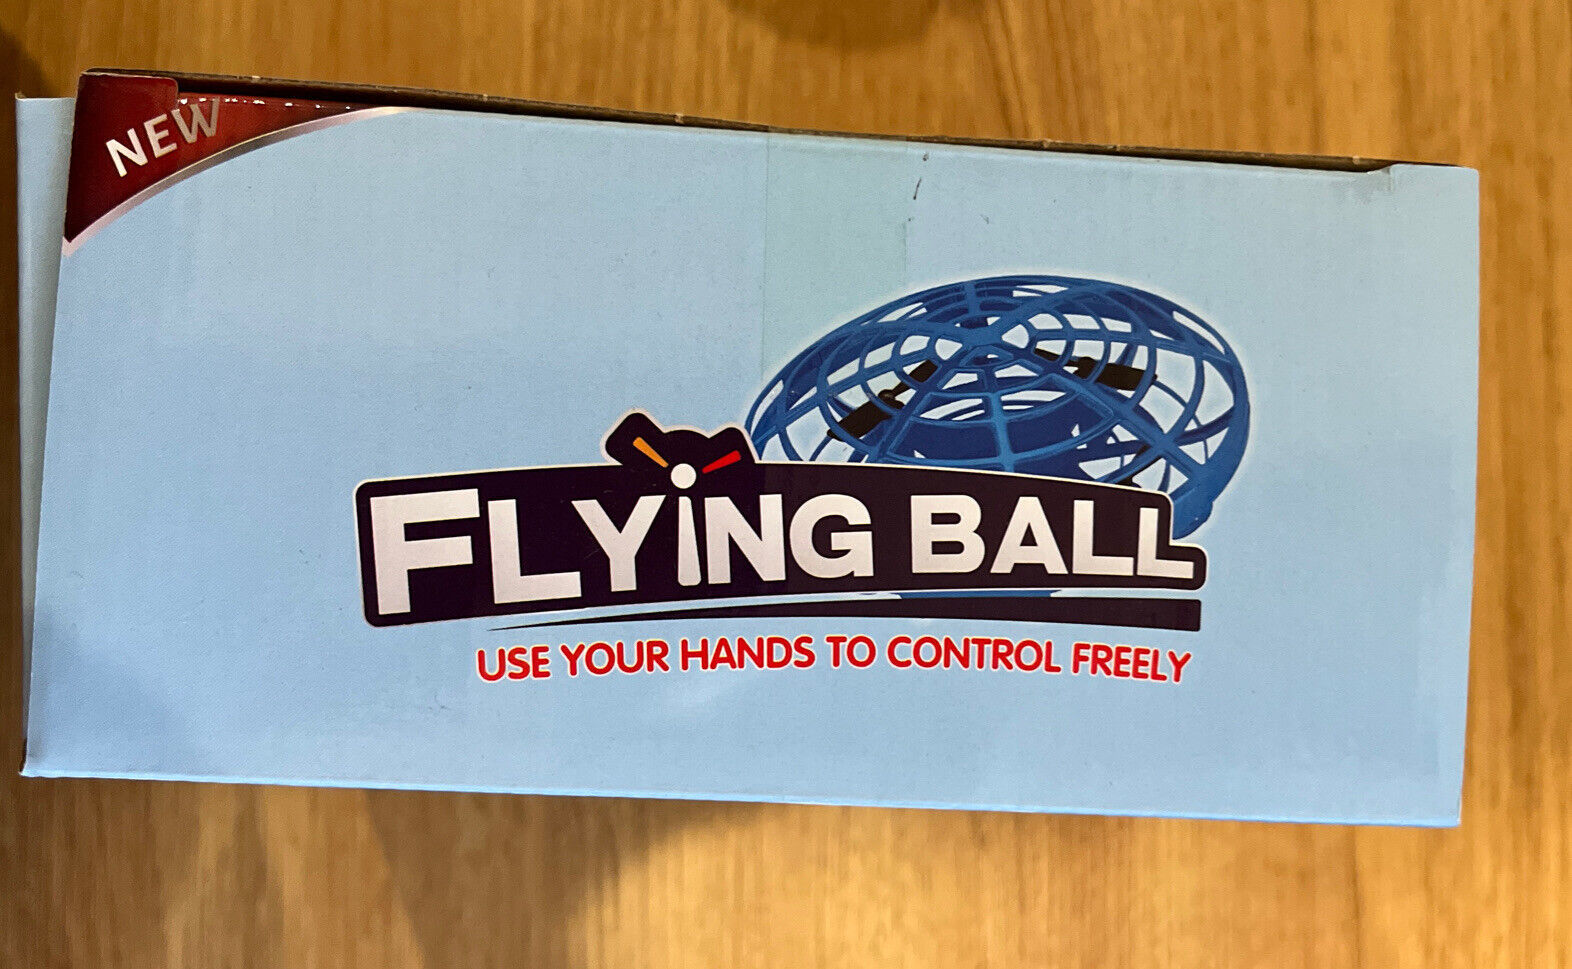 NEW
FLYING BALL
USE YOUR HANDS TO CONTROL FREELY